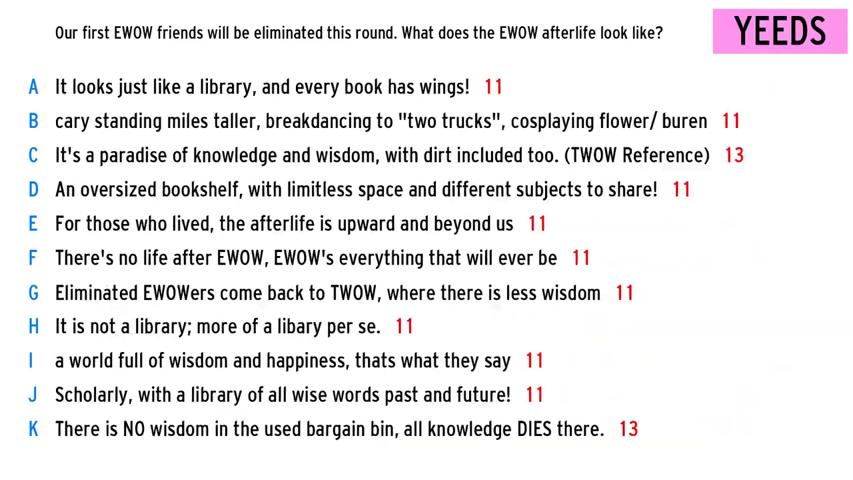 Our first EWOW friends will be eliminated this round. What does the EWOW afterlife look like?
YEEDS
A It looks just like a library, and every book has wings! 11
B cary standing miles taller, breakdancing to "two trucks", cosplaying flower/ buren 11
C It's a paradise of knowledge and wisdom, with dirt included too. (TWOW Reference) 13
D An oversized bookshelf, with limitless space and different subjects to share! 11
E For those who lived, the afterlife is upward and beyond us 11
F There's no life after EWOW, EWOW's everything that will ever be 11
G Eliminated EWOWers come back to TWOW, where there is less wisdom 11
H It is not a library; more of a libary per se. 11
I a world full of wisdom and happiness, thats what they say 11
J Scholarly, with a library of all wise words past and future! 11
K There is NO wisdom in the used bargain bin, all knowledge DIES there. 13